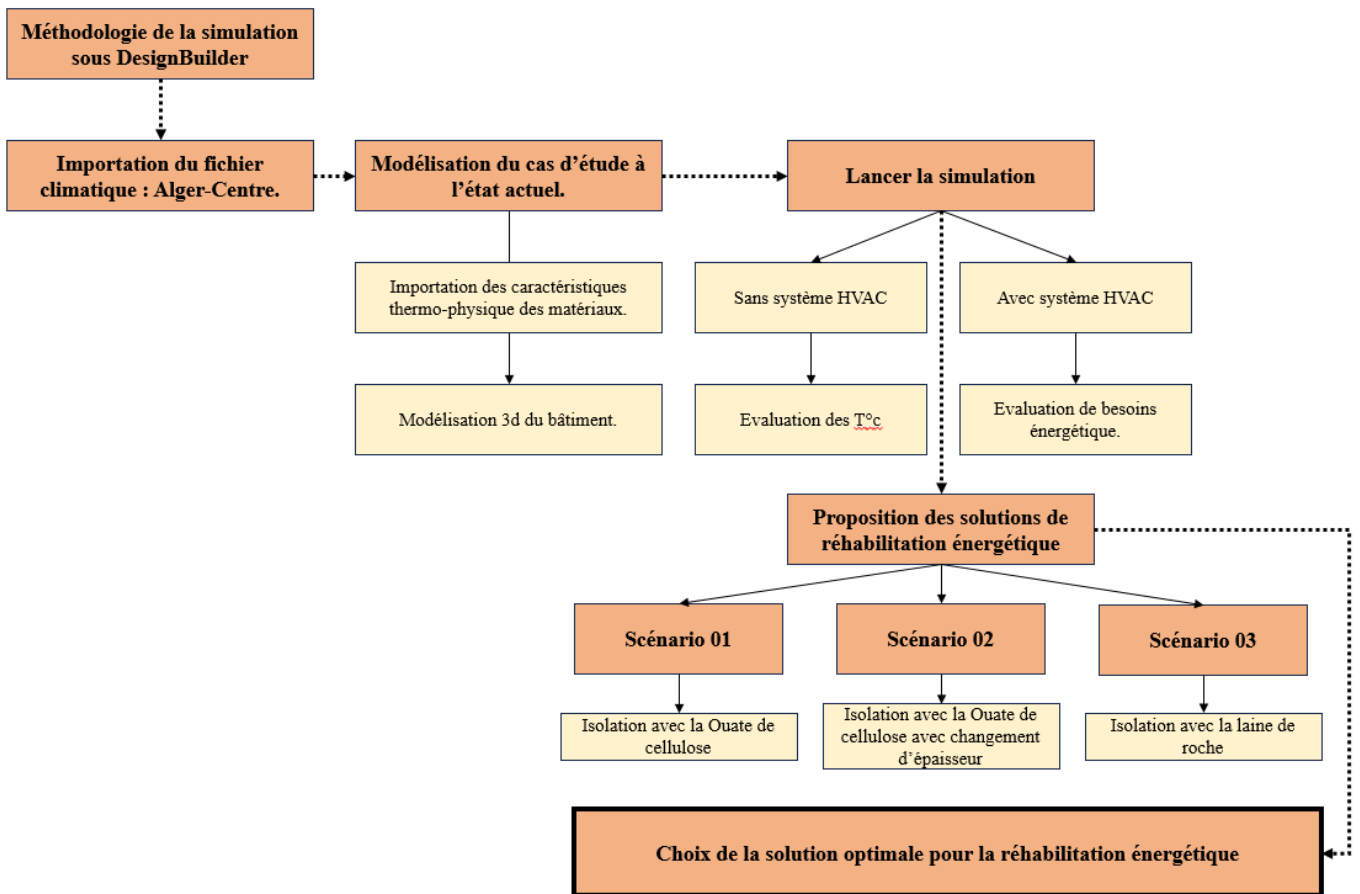 Méthodologie de la simulation
sous DesignBuilder
Importation du fichier
climatique : Alger-Centre.
Modélisation du cas d’étude à
l’état actuel.
Lancer la simulation
Importation des caractéristiques
thermo-physique des matériaux.
Sans système HVAC
Avec système HVAC
Modélisation 3d du bâtiment.
Evaluation des T°c
Evaluation de besoins
énergétique.
Proposition des solutions de
réhabilitation énergétique
Scénario 01
Scénario 02
Scénario 03
Isolation avec la Ouate de
cellulose
Isolation avec la Ouate de
cellulose avec changement
d’épaisseur
Isolation avec la laine de
roche
Choix de la solution optimale pour la réhabilitation énergétique